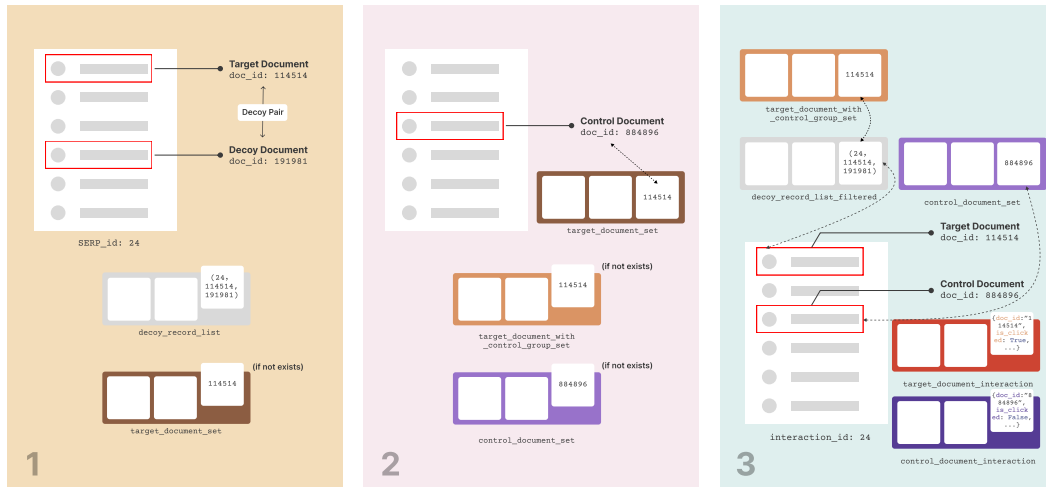 Target Document
doc_id: 114514
Decoy Pair
Decoy Document
doc_id: 191981
SERP_id: 24
(24,
114514,
191981)
decoy_record_list
(if not exists)
114514
target_document_set
1
Control Document
doc_id: 884896
114514
target_document_set
(if not exists)
114514
target_document_with
_control_group_set
(if not exists)
884896
control_document_set
2
114514
target_document_with
_control_group_set
(24,
114514,
191981)
decoy_record_list_filtered
884896
control_document_set
Target Document
doc_id: 114514
Control Document
doc_id: 884896
{doc_id:"1
14514",
is_click
ed: True,
...}
target_document_interaction
{doc_id:"8
84896",
is_click
ed: False,
...}
control_document_interaction
interaction_id: 24
3